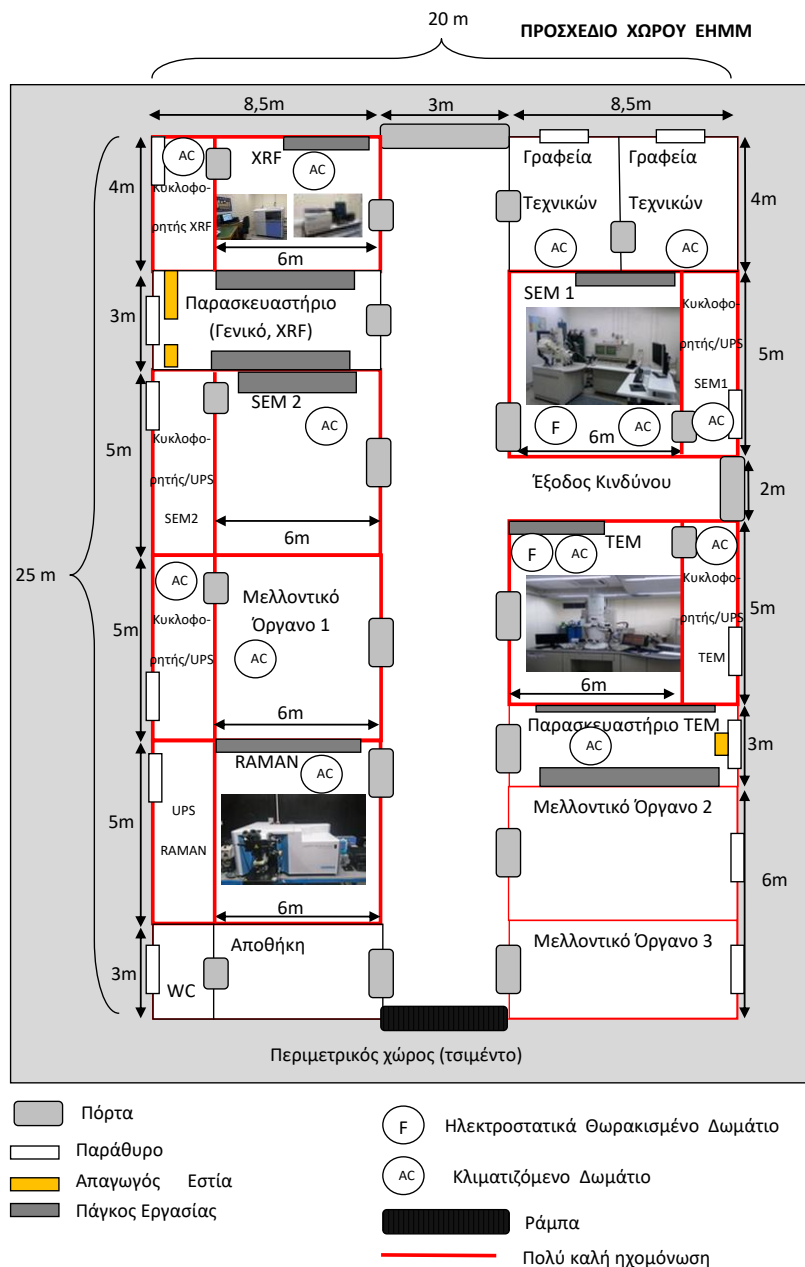 20 m
ΠΡΟΣΧΕΔΙΟ ΧΩΡΟΥ ΕΗΜΜ
8,5m
3m
8,5m
4m
AC
Κυκλοφο-
ρητής XRF
XRF
AC
6m
Γραφεία
Τεχνικών
AC
Γραφεία
Τεχνικών
AC
4m
3m
Παρασκευαστήριο
(Γενικό, XRF)
SEM 1
F
AC
6m
Κυκλοφο-
ρητής/UPS
SEM1
AC
5m
5m
Κυκλοφο-
ρητής/UPS
SEM2
SEM 2
AC
6m
Έξοδος Κινδύνου
2m
25 m
5m
AC
Κυκλοφο-
ρητής/UPS
Μελλοντικό
Όργανο 1
AC
6m
F
AC
TEM
6m
AC
Κυκλοφο-
ρητής/UPS
TEM
5m
5m
UPS
RAMAN
RAMAN
AC
6m
Παρασκευαστήριο TEM
AC
3m
Μελλοντικό Όργανο 2
6m
Μελλοντικό Όργανο 3
3m
WC
Αποθήκη
Περιμετρικός χώρος (τσιμέντο)
Πόρτα
Παράθυρο
Απαγωγός Εστία
Πάγκος Εργασίας
F
Ηλεκτροστατικά Θωρακισμένο Δωμάτιο
AC
Κλιματιζόμενο Δωμάτιο
Ράμπα
Πολύ καλή ηχομόνωση